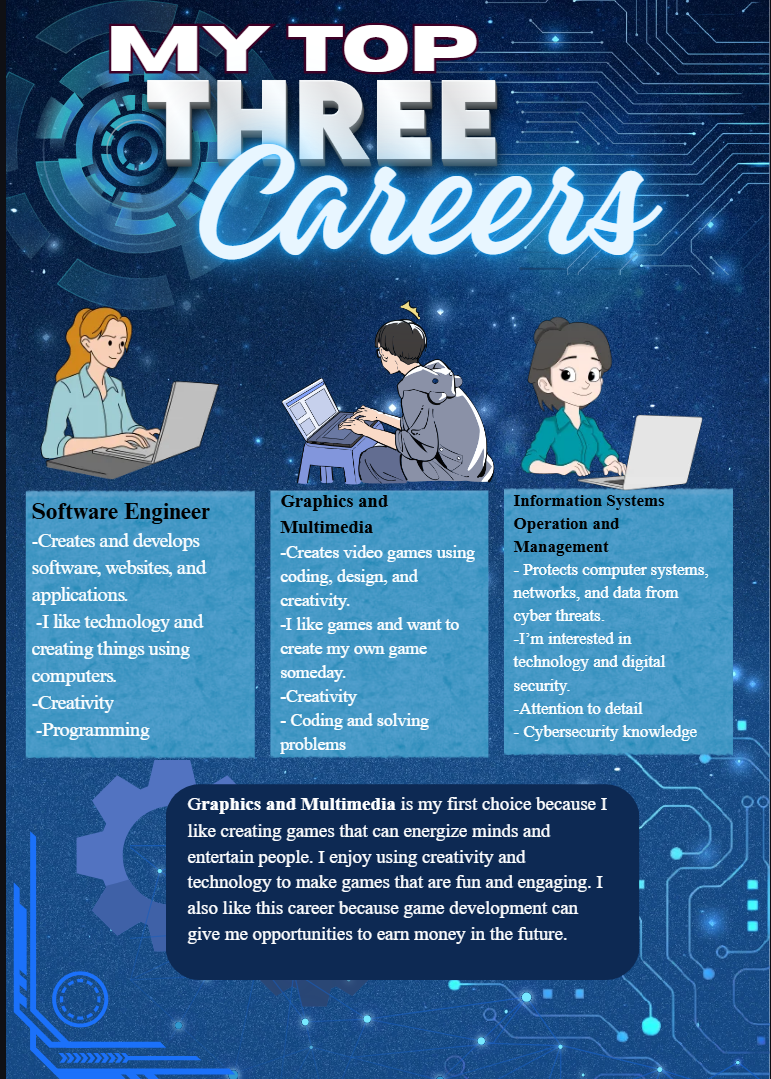 MY TOP
THREE
Careers
Software Engineer
-Creates and develops
software, websites, and
applications.
-I like technology and
creating things using
computers.
-Creativity
-Programming
Graphics and
Multimedia
-Creates video games using
coding, design, and
creativity.
-I like games and want to
create my own game
someday.
-Creativity
- Coding and solving
problems
Information Systems
Operation and
Management
- Protects computer systems,
networks, and data from
cyber threats.
-I’m interested in
technology and digital
security.
-Attention to detail
- Cybersecurity knowledge
Graphics and Multimedia is my first choice because I
like creating games that can energize minds and
entertain people. I enjoy using creativity and
technology to make games that are fun and engaging. I
also like this career because game development can
give me opportunities to earn money in the future.